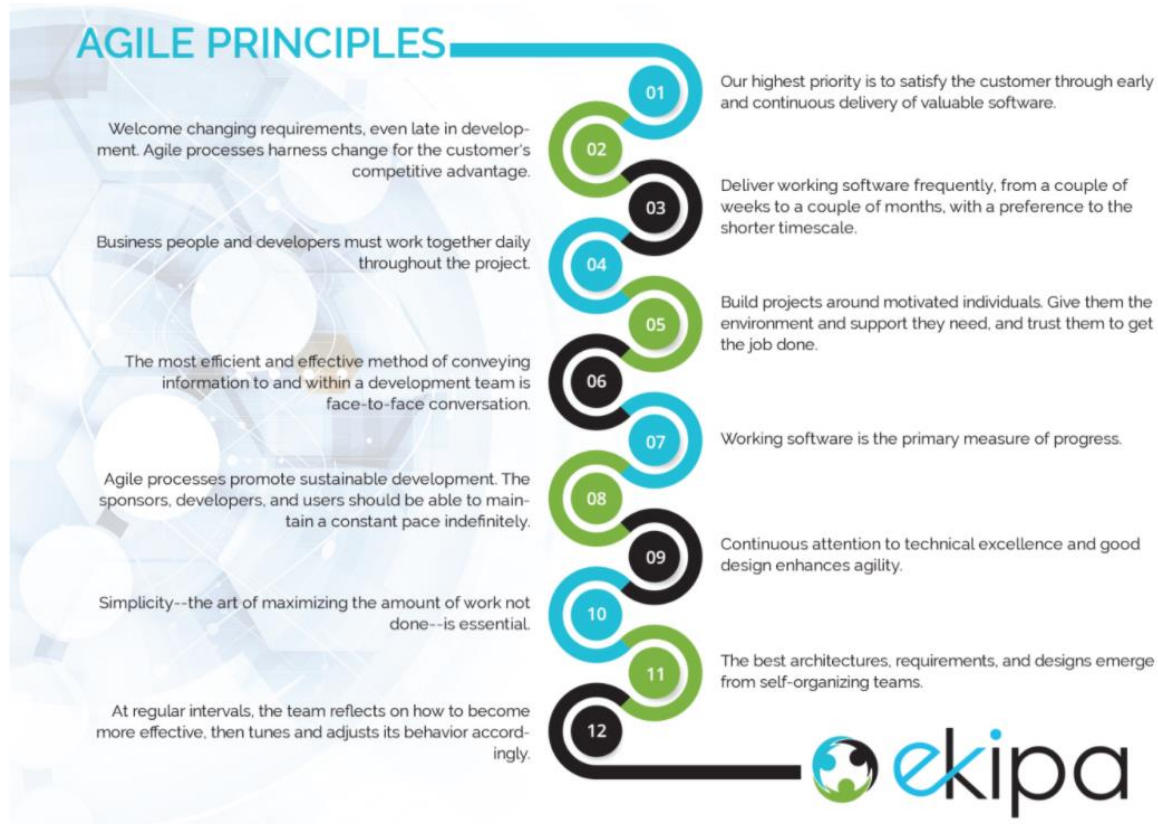 AGILE PRINCIPLES
01
Our highest priority is to satisfy the customer through early
and continuous delivery of valuable software.
02
Welcome changing requirements, even late in develop-
ment. Agile processes harness change for the customer's
competitive advantage.
03
Deliver working software frequently, from a couple of
weeks to a couple of months, with a preference to the
shorter timescale.
04
Business people and developers must work together daily
throughout the project.
05
Build projects around motivated individuals. Give them the
environment and support they need, and trust them to get
the job done.
06
The most efficient and effective method of conveying
information to and within a development team is
face-to-face conversation.
07
Working software is the primary measure of progress.
08
Agile processes promote sustainable development. The
sponsors, developers, and users should be able to main-
tain a constant pace indefinitely.
09
Continuous attention to technical excellence and good
design enhances agility.
10
Simplicity--the art of maximizing the amount of work not
done--is essential.
11
The best architectures, requirements, and designs emerge
from self-organizing teams.
12
At regular intervals, the team reflects on how to become
more effective, then tunes and adjusts its behavior accord-
ingly.
ekipa